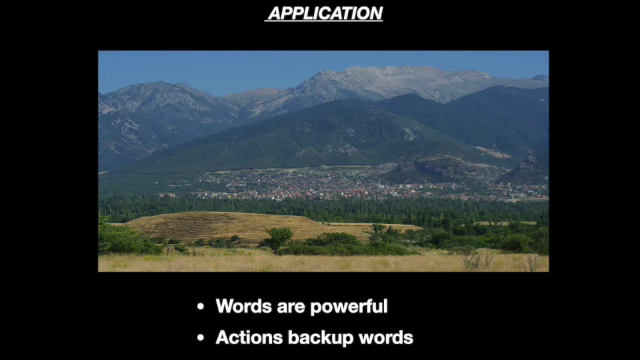 APPLICATION
• Words are powerful
• Actions backup words